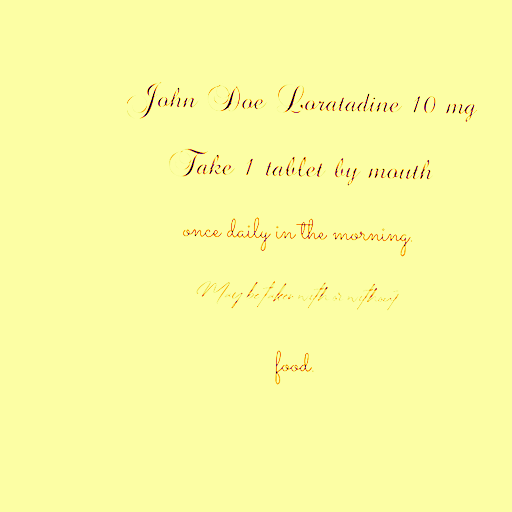 John Doe Loratadine 10 mg
Take 1 tablet by mouth
once daily in the morning.
May be taken with or without
food.